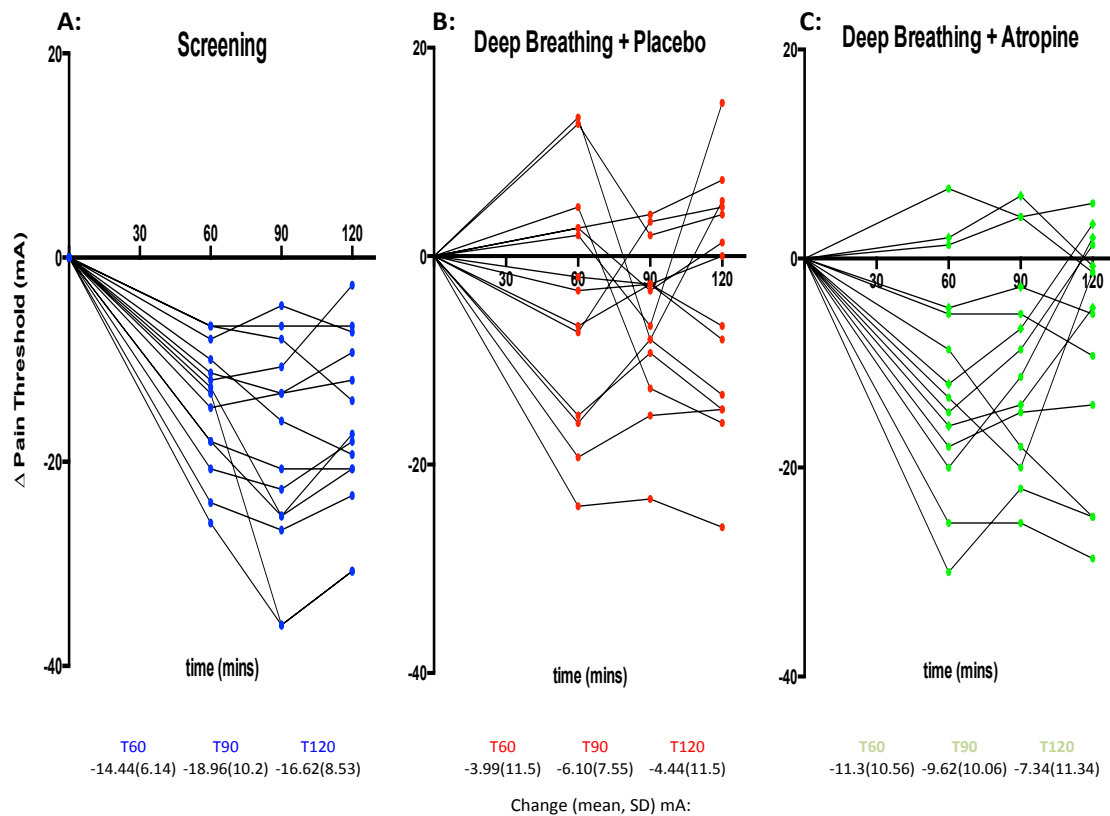 A:
Screening
Δ Pain Threshold (mA)
20
0
-20
-40
30 60 90 120
time (mins)
T60 T90 T120
-14.44(6.14) -18.96(10.2) -16.62(8.53)
B:
Deep Breathing + Placebo
20
0
-20
-40
30 60 90 120
time (mins)
T60 T90 T120
-3.99(11.5) -6.10(7.55) -4.44(11.5)
C:
Deep Breathing + Atropine
20
0
-20
-40
30 60 90 120
time (mins)
T60 T90 T120
-11.3(10.56) -9.62(10.06) -7.34(11.34)
Change (mean, SD) mA: